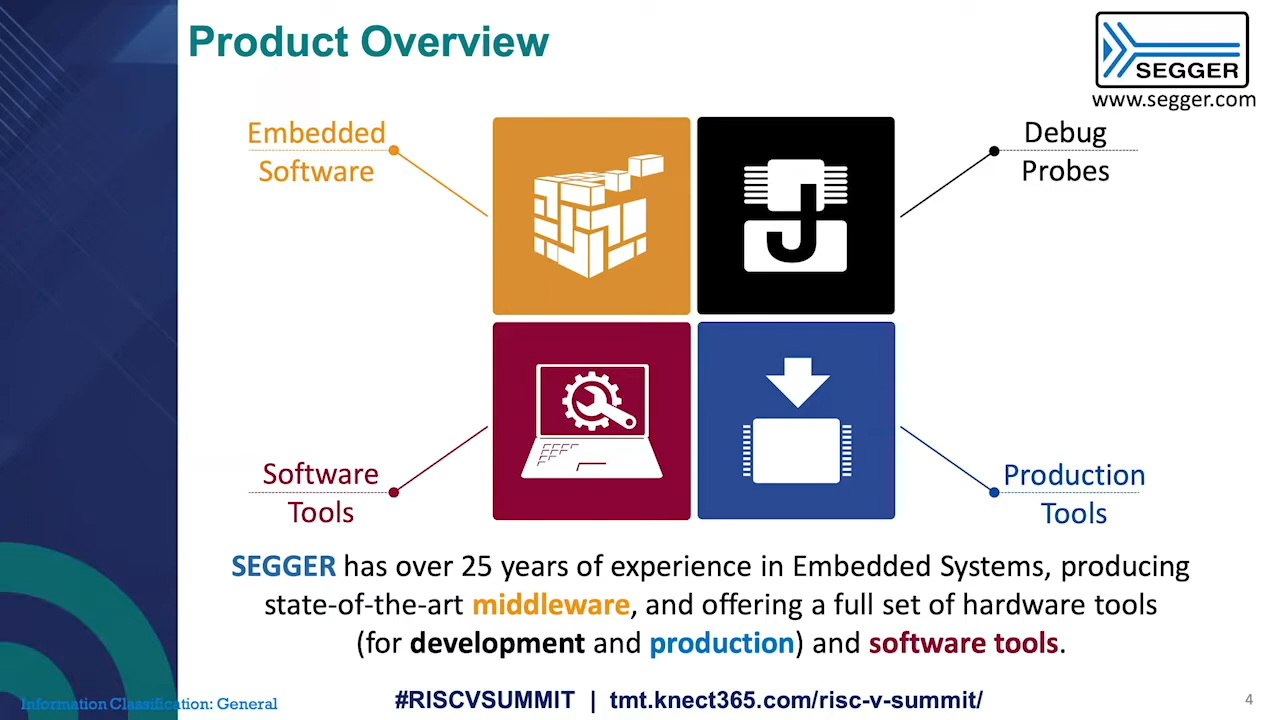 Product Overview
SEGGER
www.segger.com
Embedded
Software
Debug
Probes
J
Software
Tools
Production
Tools
SEGGER has over 25 years of experience in Embedded Systems, producing
state-of-the-art middleware, and offering a full set of hardware tools
(for development and production) and software tools.
Information Classification: General
#RISCVSUMMIT | tmt.knect365.com/risc-v-summit/
4